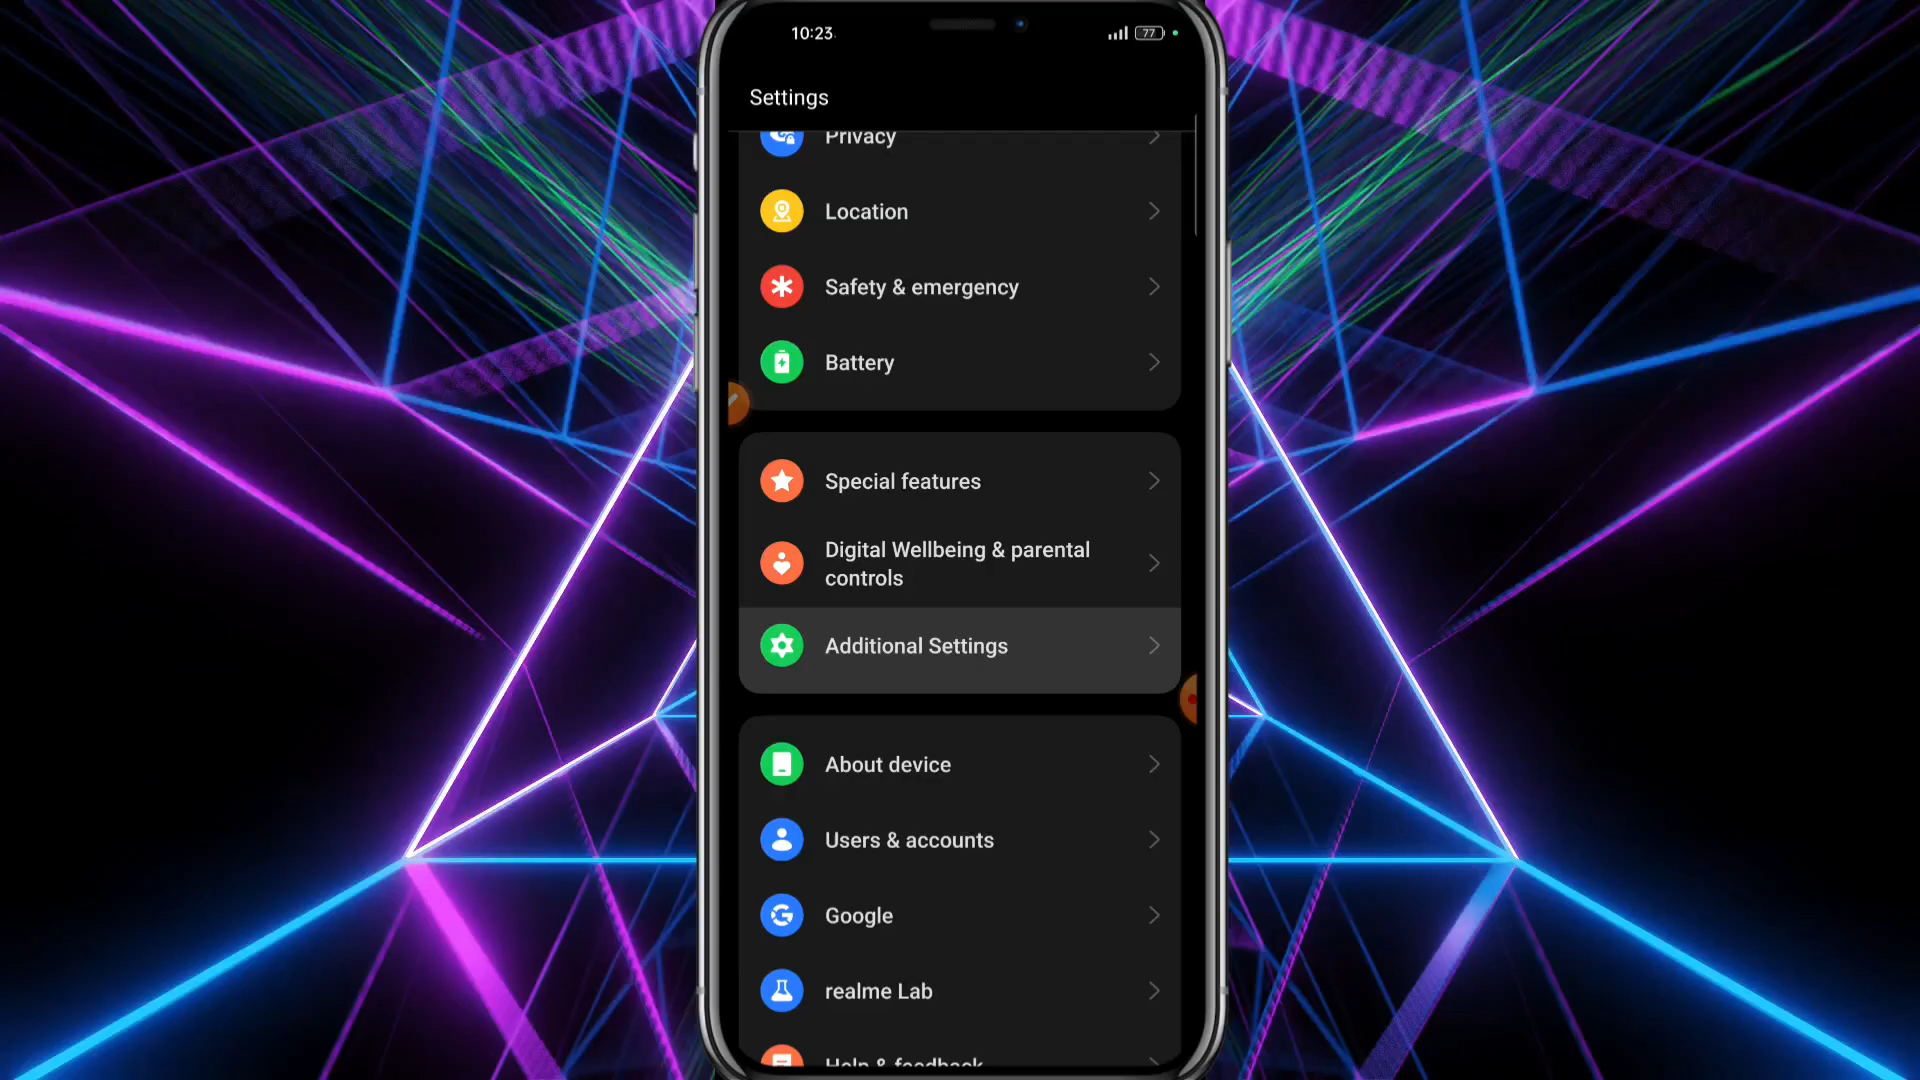 10:23
77
Settings
Privacy
Location
Safety & emergency
Battery
Special features
Digital Wellbeing & parental
controls
Additional Settings
About device
Users & accounts
Google
realme Lab
Help & feedback